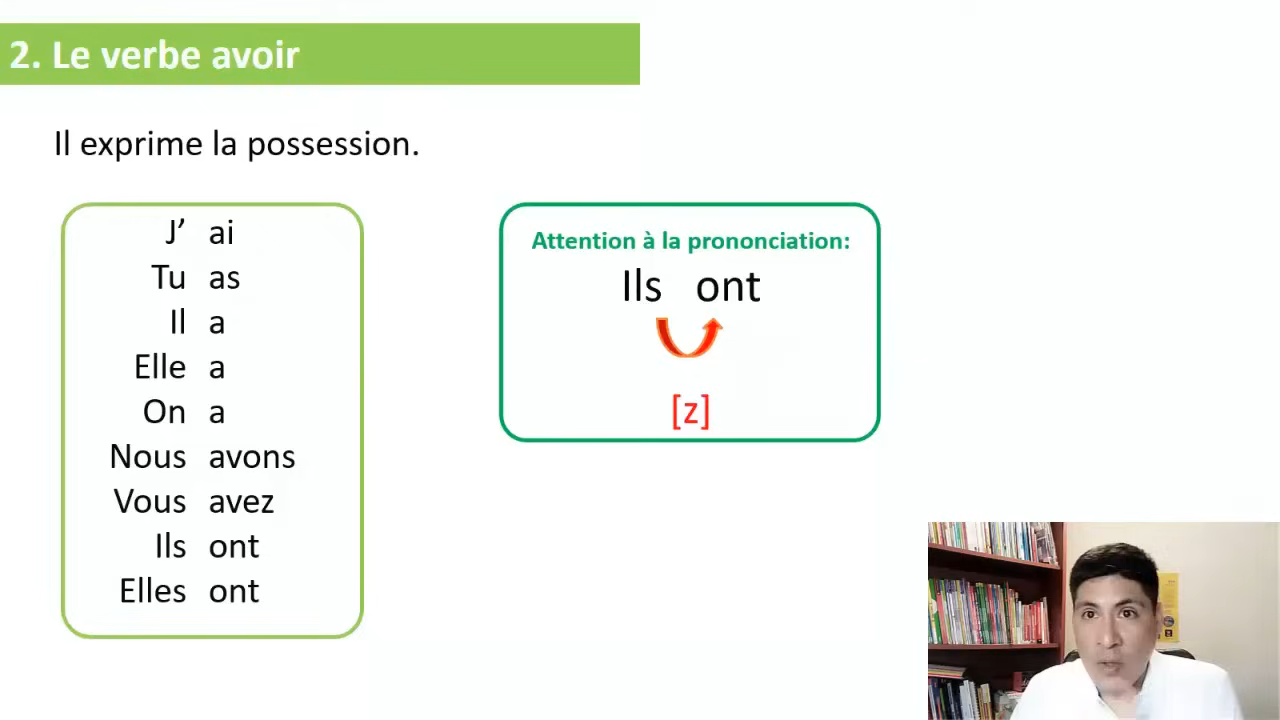 2. Le verbe avoir
Il exprime la possession.
J’ ai
Tu as
Il a
Elle a
On a
Nous avons
Vous avez
Ils ont
Elles ont
Attention à la prononciation:
Ils ont
[z]